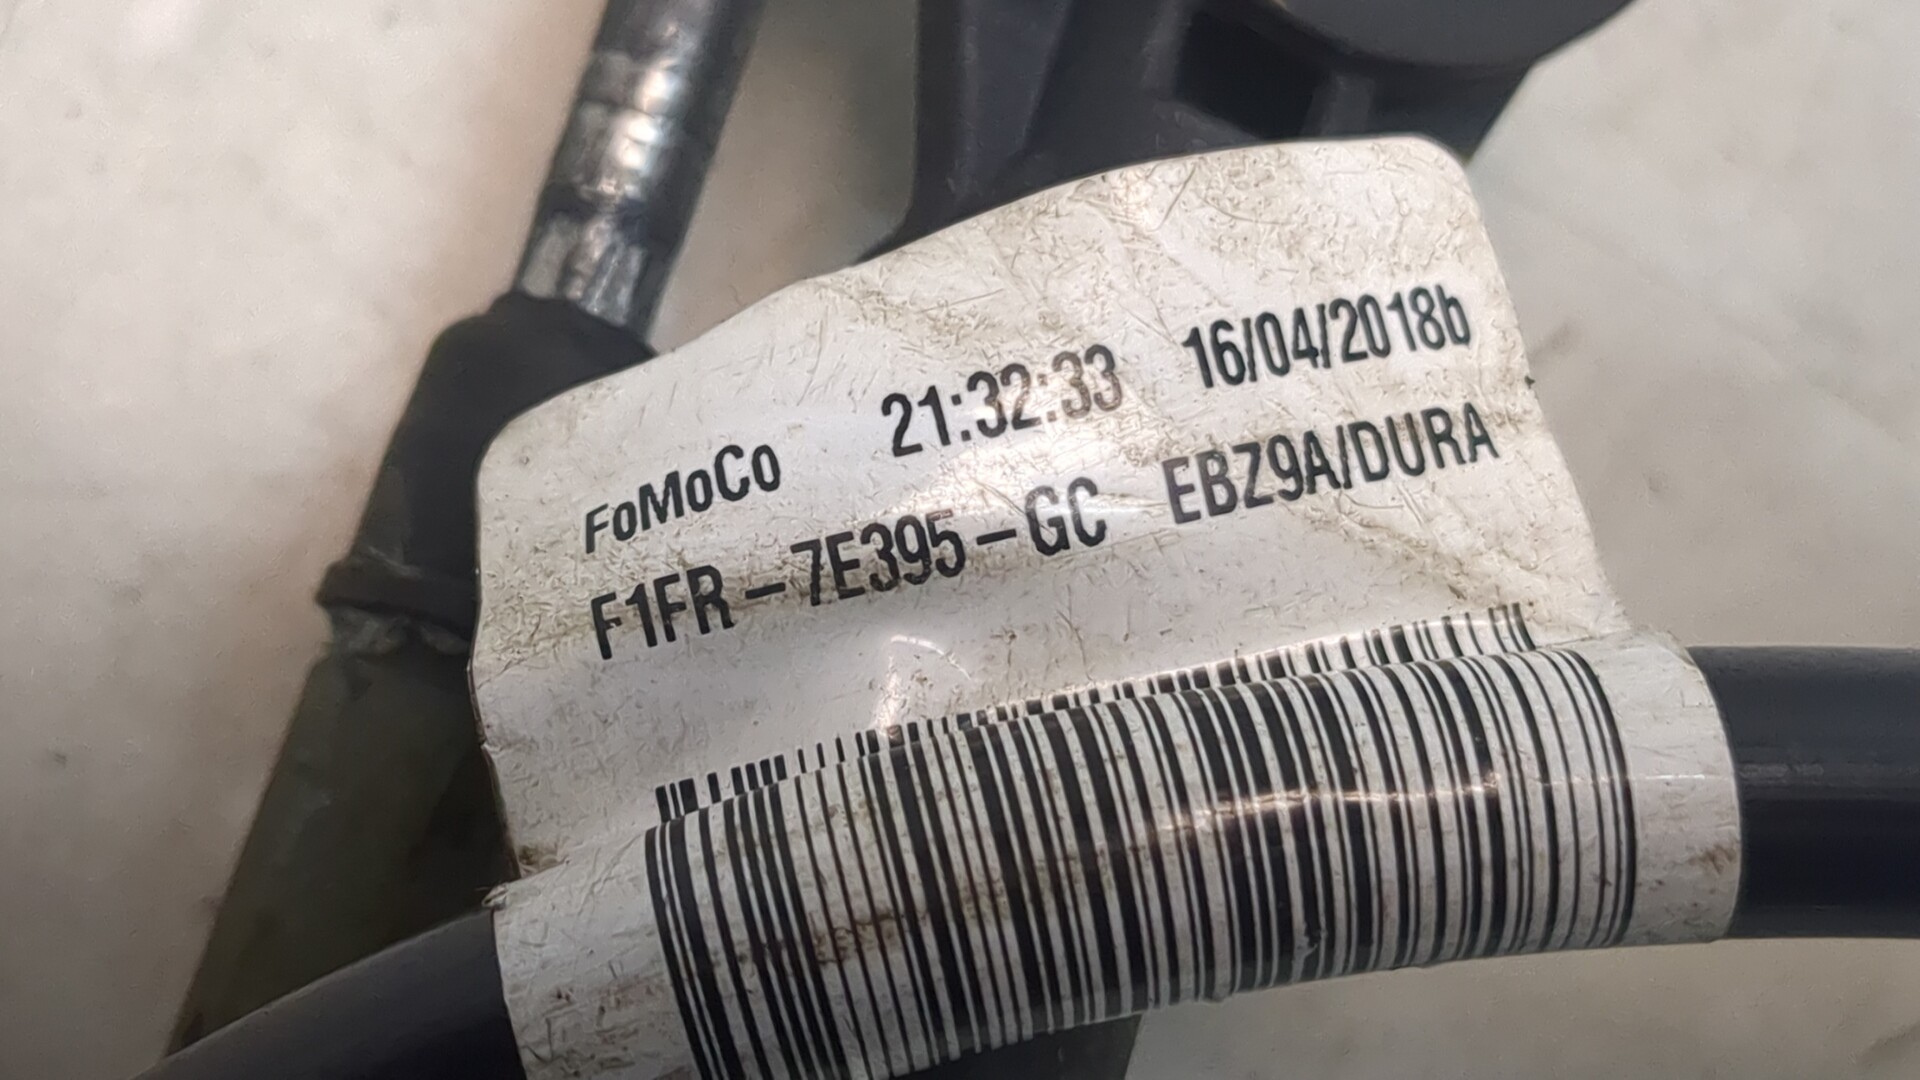 FoMoCo 21:32:33 16/04/2018b
F1FR-7E395-GC EBZ9A/DURA